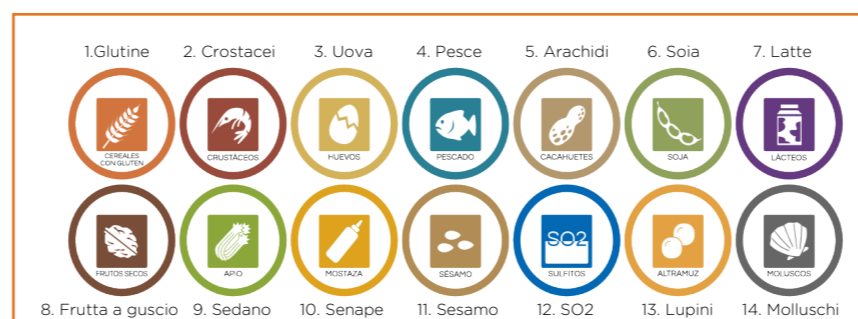 1.Glutine 2. Crostacei 3. Uova 4. Pesce 5. Arachidi 6. Soia 7. Latte
CEREALES
CON GLUTEN
CRUSTÁCEOS
HUEVOS
PESCADO
CACAHUETES
SOJA
LÁCTEOS
FRUTOS SECOS
APIO
MOSTAZA
SÉSAMO
SO2
SULFITOS
ALTRAMUZ
MOLUSCOS
8. Frutta a guscio 9. Sedano 10. Senape 11. Sesamo 12. SO2 13. Lupini 14. Molluschi